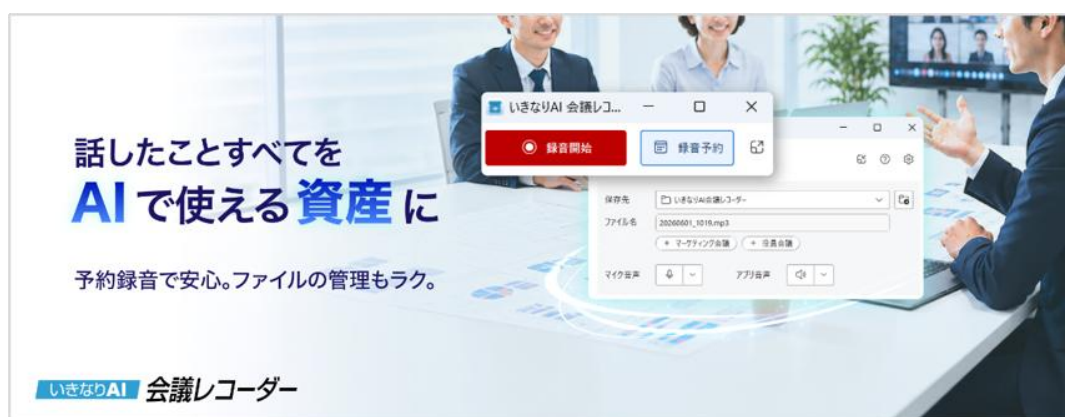 話したことすべてを
AIで使える資産に
予約録音で安心。ファイルの管理もラク。
いきなりAI 会議レコーダー
いきなりAI 会議レコ...
録音開始
録音予約
保存先
いきなりAI会議レコーダー
ファイル名
20260601_1019.mp3
+ マーケティング会議
+ 役員会議
マイク音声
アプリ音声